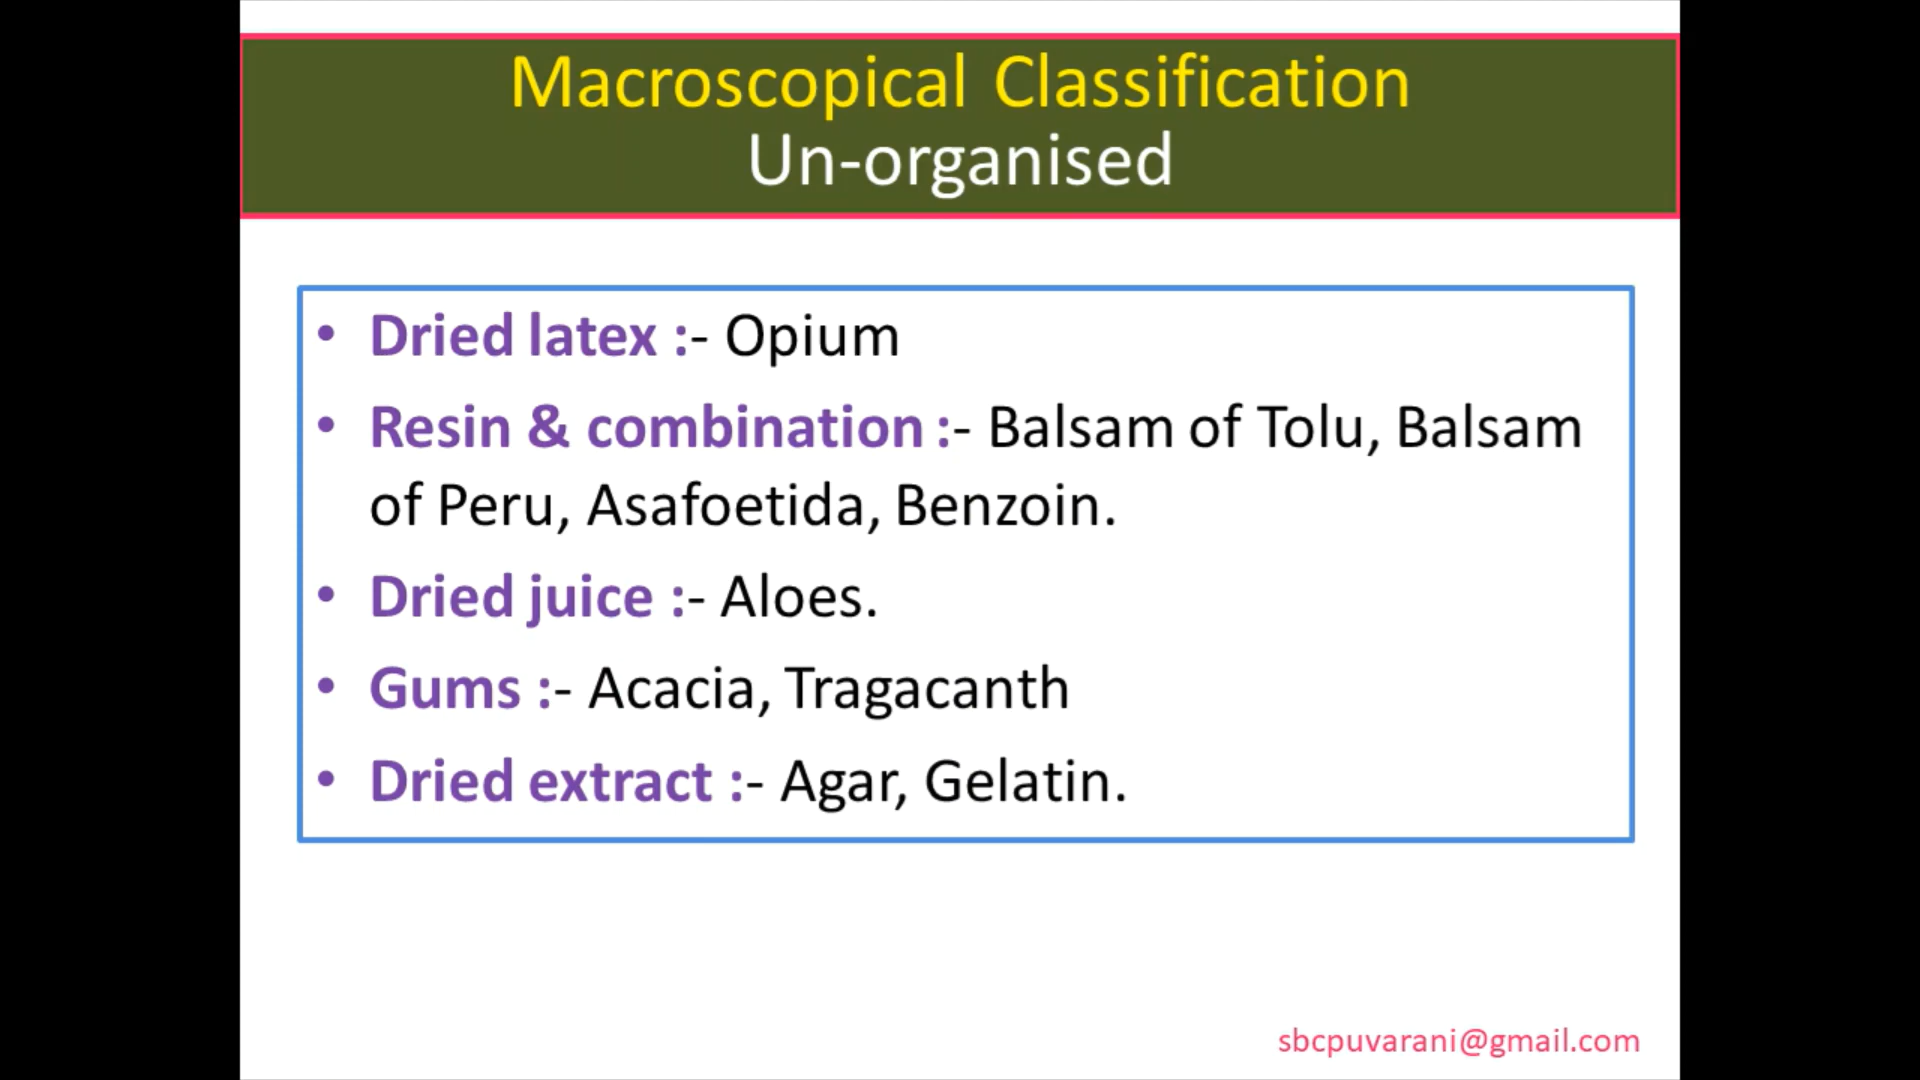 Macroscopical Classification
Un-organised
• Dried latex :- Opium
• Resin & combination :- Balsam of Tolu, Balsam
of Peru, Asafoetida, Benzoin.
• Dried juice :- Aloes.
• Gums :- Acacia, Tragacanth
• Dried extract :- Agar, Gelatin.
sbcpuvarani@gmail.com